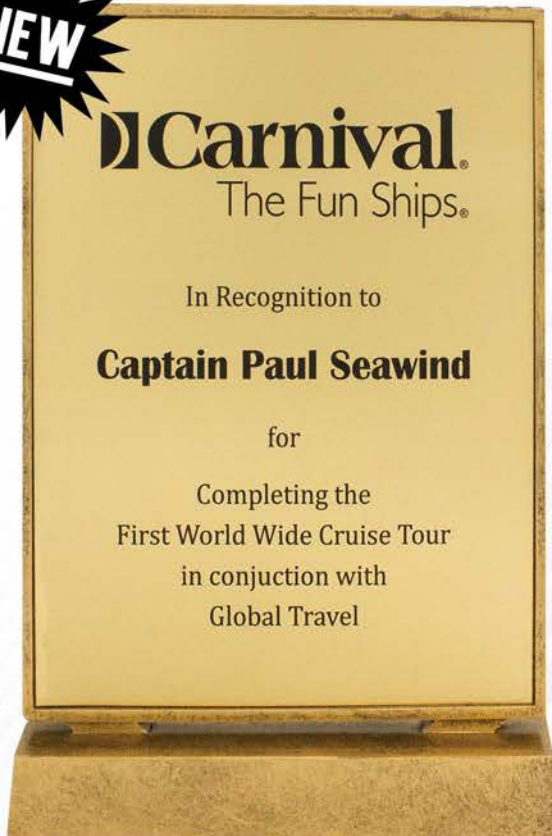 NEW
Carnival®
The Fun Ships®
In Recognition to
Captain Paul Seawind
for
Completing the
First World Wide Cruise Tour
in conjuction with
Global Travel